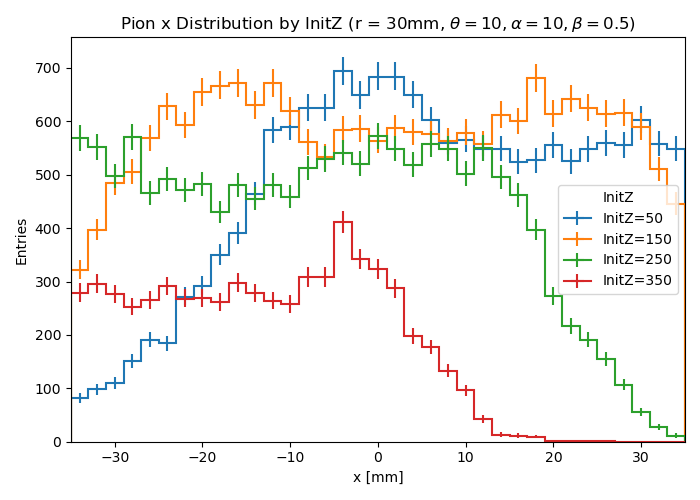 Pion x Distribution by InitZ (r = 30mm, θ = 10, α = 10, β = 0.5)
Entries
700
600
500
400
300
200
100
0
InitZ
InitZ=50
InitZ=150
InitZ=250
InitZ=350
−30 −20 −10 0 10 20 30
x [mm]